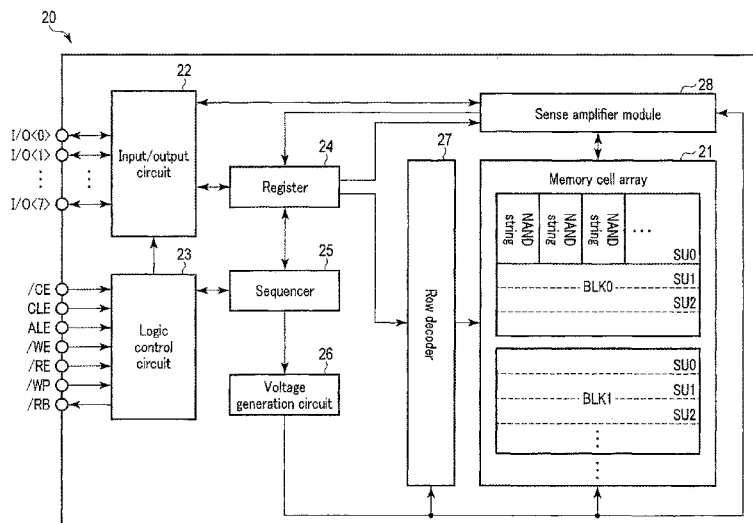 20
22
28
I/O<0>
I/O<1>
I/O<7>
Input/output
circuit
Sense amplifier module
24
27
21
Register
Memory cell array
NAND
string
NAND
string
NAND
string
SU0
SU1
BLK0
SU2
23
25
/CE
CLE
ALE
/WE
/RE
/WP
/RB
Logic
control
circuit
Sequencer
Row decoder
26
Voltage
generation circuit
SU0
SU1
BLK1
SU2